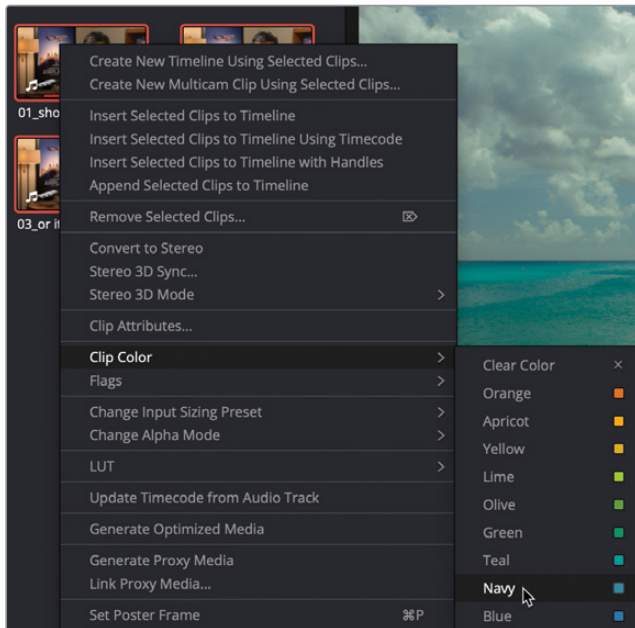 01_sho
03_or it
Create New Timeline Using Selected Clips...
Create New Multicam Clip Using Selected Clips...
Insert Selected Clips to Timeline
Insert Selected Clips to Timeline Using Timecode
Insert Selected Clips to Timeline with Handles
Append Selected Clips to Timeline
Remove Selected Clips...
Convert to Stereo
Stereo 3D Sync...
Stereo 3D Mode
Clip Attributes...
Clip Color
Flags
Change Input Sizing Preset
Change Alpha Mode
LUT
Update Timecode from Audio Track
Generate Optimized Media
Generate Proxy Media
Link Proxy Media...
Set Poster Frame ⌘P
Clear Color
Orange
Apricot
Yellow
Lime
Olive
Green
Teal
Navy
Blue